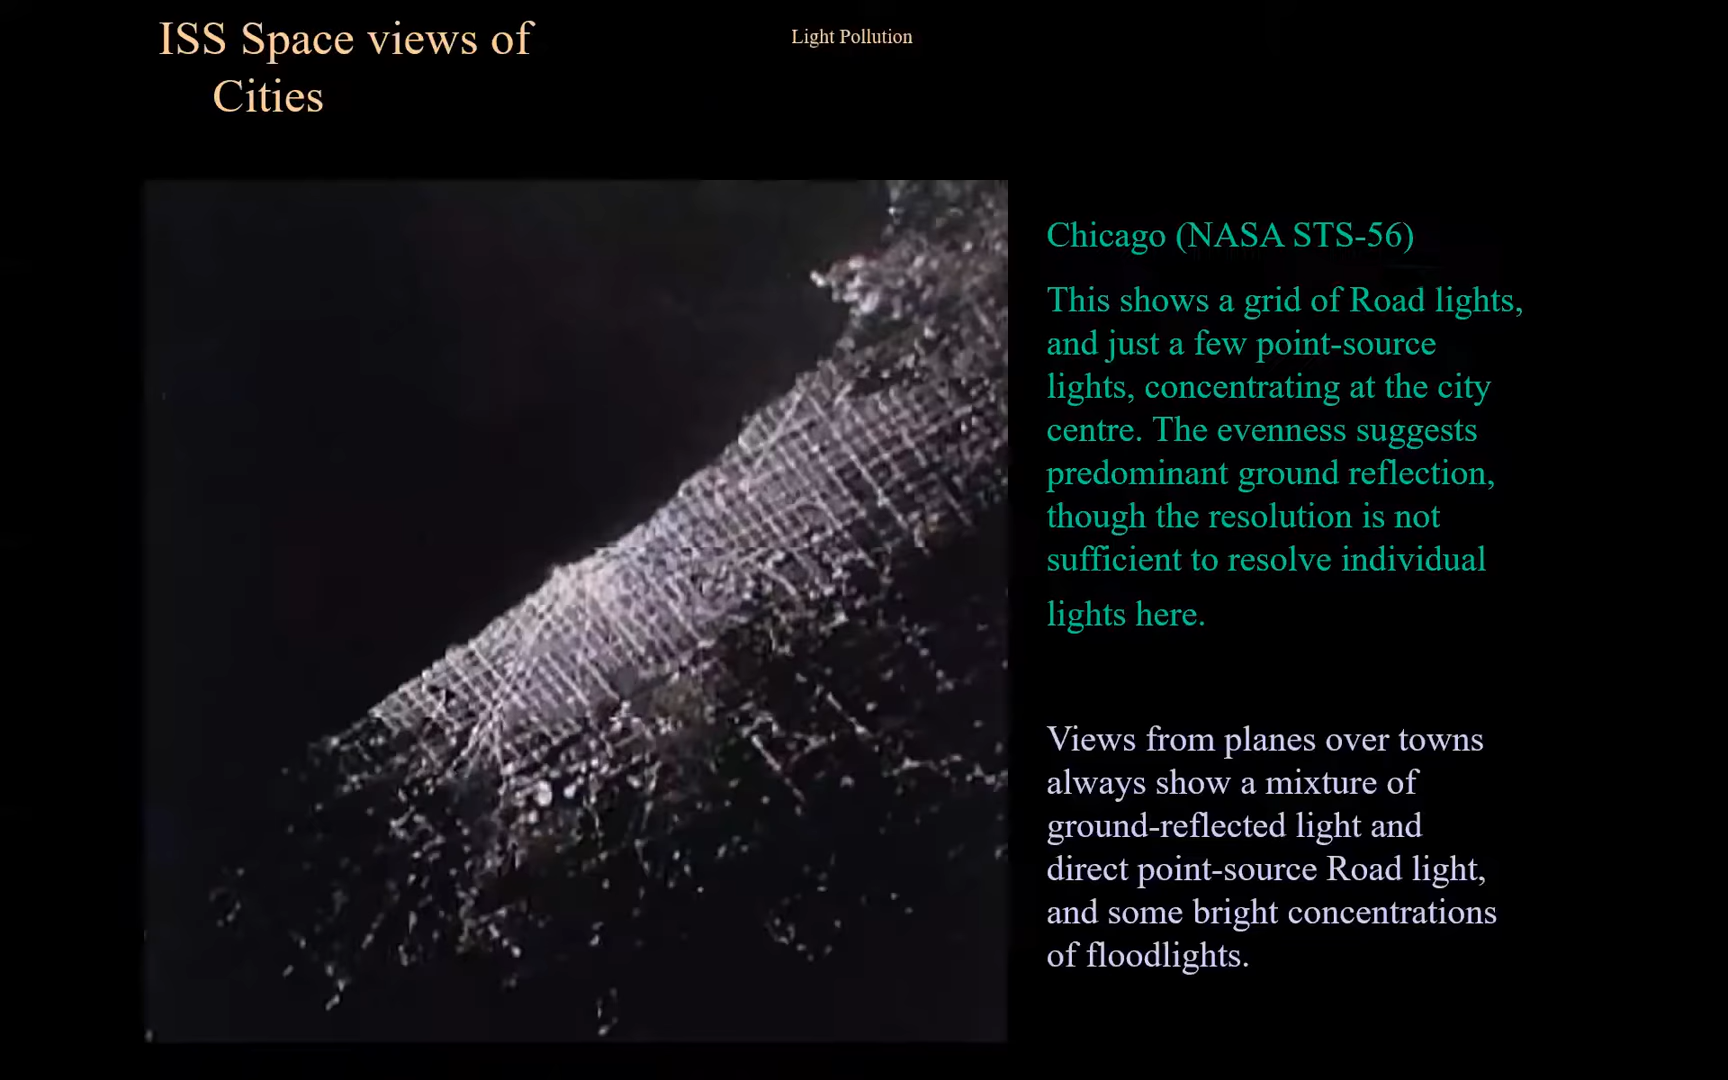 ISS Space views of
Cities
Light Pollution
Chicago (NASA STS-56)
This shows a grid of Road lights,
and just a few point-source
lights, concentrating at the city
centre. The evenness suggests
predominant ground reflection,
though the resolution is not
sufficient to resolve individual
lights here.
Views from planes over towns
always show a mixture of
ground-reflected light and
direct point-source Road light,
and some bright concentrations
of floodlights.